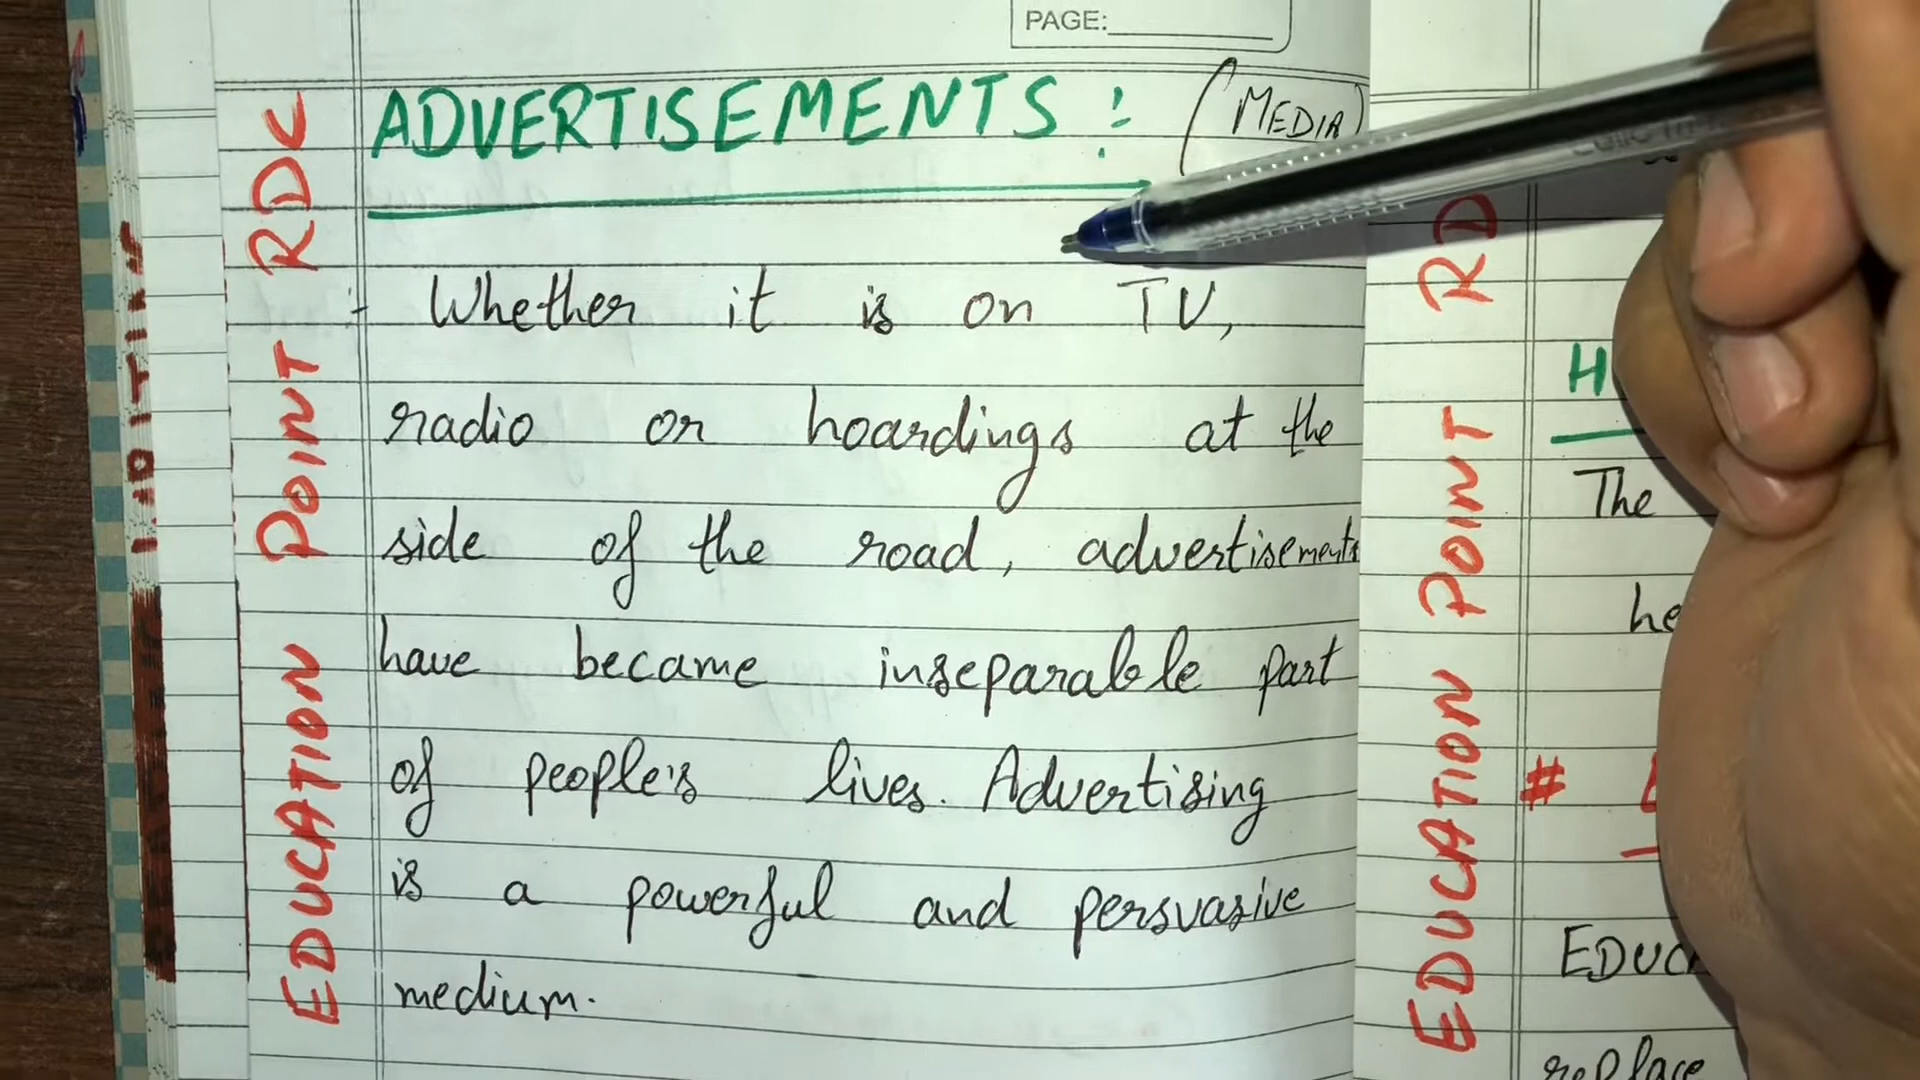 PAGE:
ADVERTISEMENTS : (MEDIA)
Whether it is on TV,
radio or hoardings at the
side of the road, advertisements
have became inseparable part
of people's lives. Advertising
is a powerful and persuasive
medium.
EDUCATION POINT RDC
EDUCATION POINT RD
H
The
he
#
EDUC
replace